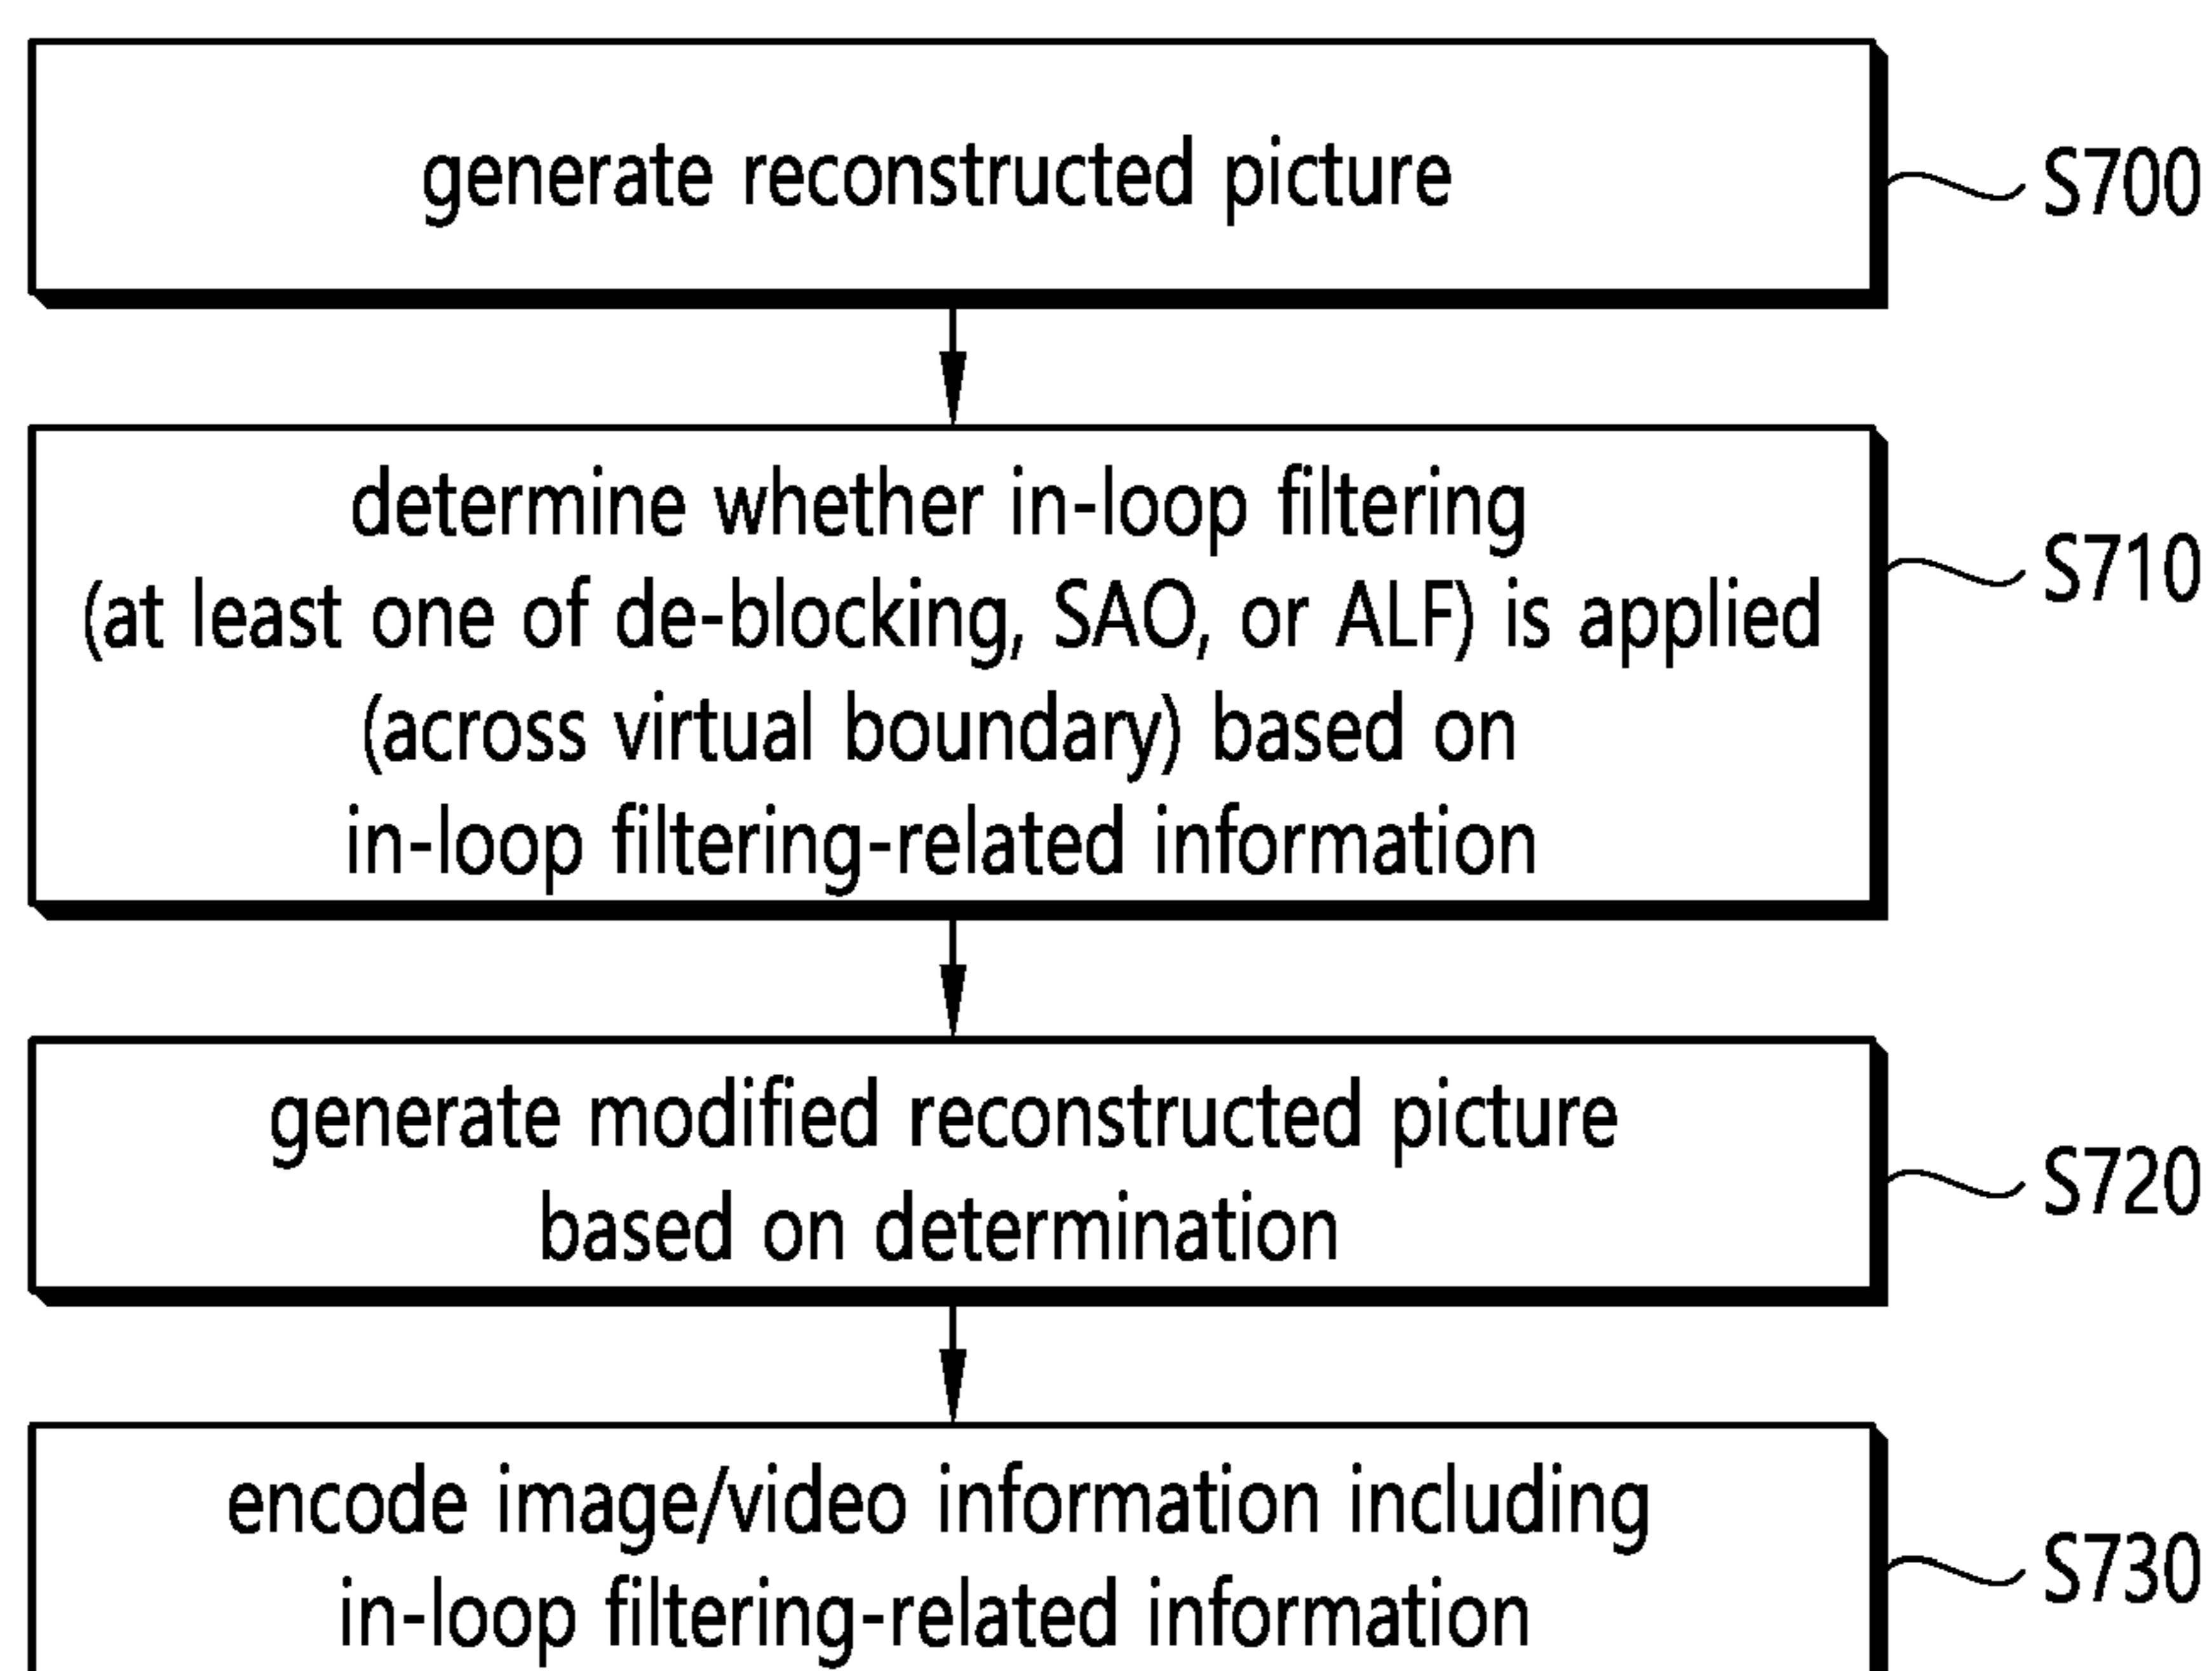 generate reconstructed picture
S700
determine whether in-loop filtering
(at least one of de-blocking, SAO, or ALF) is applied
(across virtual boundary) based on
in-loop filtering-related information
S710
generate modified reconstructed picture
based on determination
S720
encode image/video information including
in-loop filtering-related information
S730